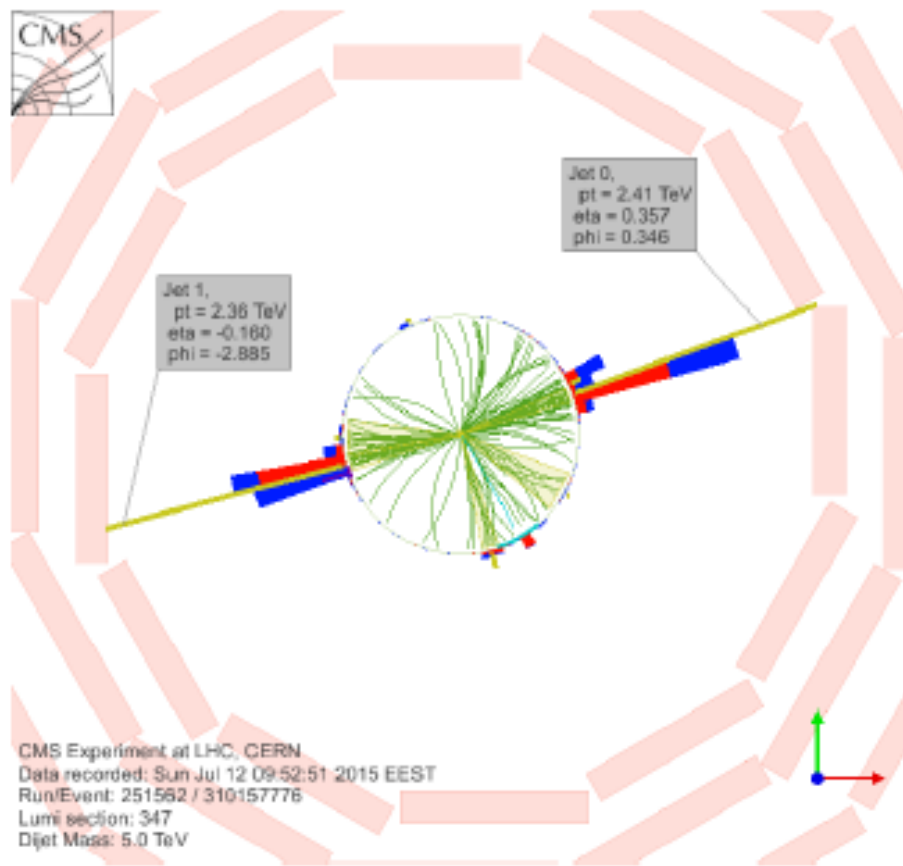 CMS
Jet 0,
pt = 2.41 TeV
eta = 0.357
phi = 0.346
Jet 1,
pt = 2.36 TeV
eta = -0.160
phi = -2.885
CMS Experiment at LHC, CERN
Data recorded: Sun Jul 12 09:52:51 2015 EEST
Run/Event: 251562 / 310157776
Lumi section: 347
Dijet Mass: 5.0 TeV